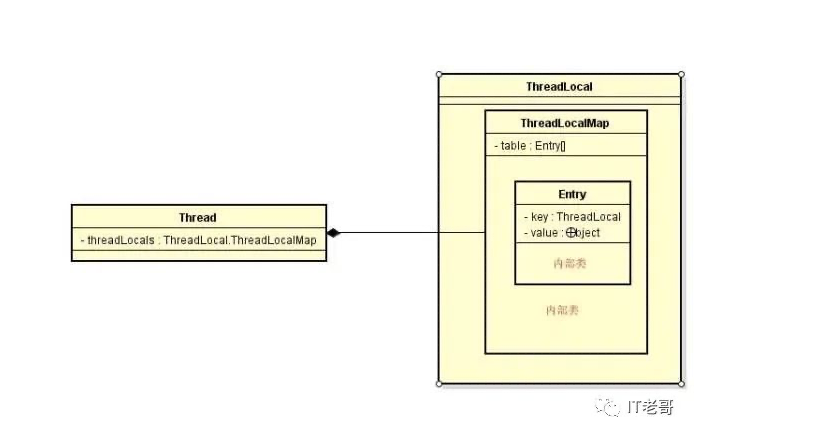 ThreadLocal
ThreadLocalMap
- table : Entry[]
Entry
- key : ThreadLocal
- value : Object
内部类
内部类
Thread
- threadLocals : ThreadLocal.ThreadLocalMap
IT老哥